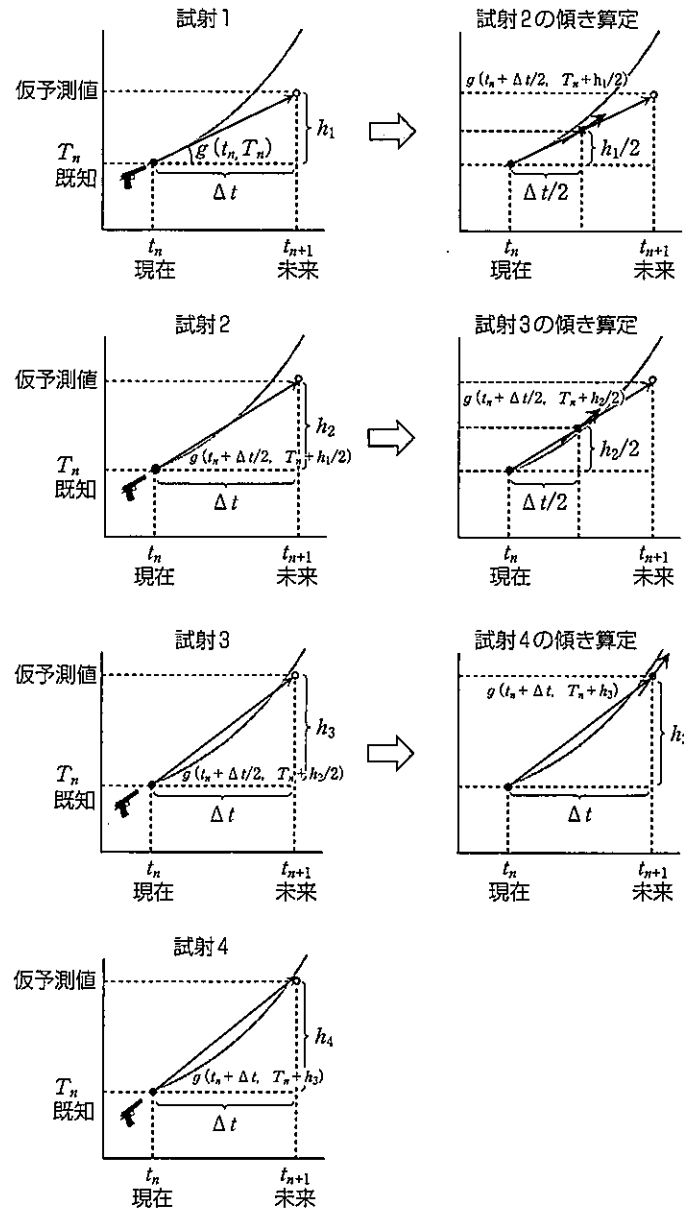 試射1
仮予測値
h₁
Tₙ
既知
g (tₙ, Tₙ)
Δt
tₙ
現在
tₙ₊₁
未来
試射2の傾き算定
g (tₙ + Δt/2, Tₙ + h₁/2)
h₁/2
Δt/2
tₙ
現在
tₙ₊₁
未来
試射2
仮予測値
h₂
Tₙ
既知
g (tₙ + Δt/2, Tₙ + h₁/2)
Δt
tₙ
現在
tₙ₊₁
未来
試射3の傾き算定
g (tₙ + Δt/2, Tₙ + h₂/2)
h₂/2
Δt/2
tₙ
現在
tₙ₊₁
未来
試射3
仮予測値
h₃
Tₙ
既知
g (tₙ + Δt/2, Tₙ + h₂/2)
Δt
tₙ
現在
tₙ₊₁
未来
試射4の傾き算定
g (tₙ + Δt, Tₙ + h₃)
Δt
tₙ
現在
tₙ₊₁
未来
試射4
仮予測値
h₄
Tₙ
既知
g (tₙ + Δt, Tₙ + h₃)
Δt
tₙ
現在
tₙ₊₁
未来